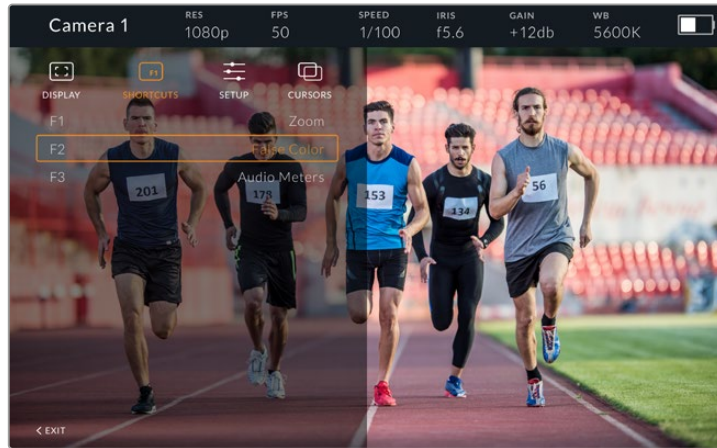 Camera 1
RES FPS SPEED IRIS GAIN WB
1080p 50 1/100 f5.6 +12db 5600K
DISPLAY SHORTCUTS SETUP CURSORS
F1
F1 Zoom
F2 False Color
F3 Audio Meters
201 178 153 134 56
< EXIT